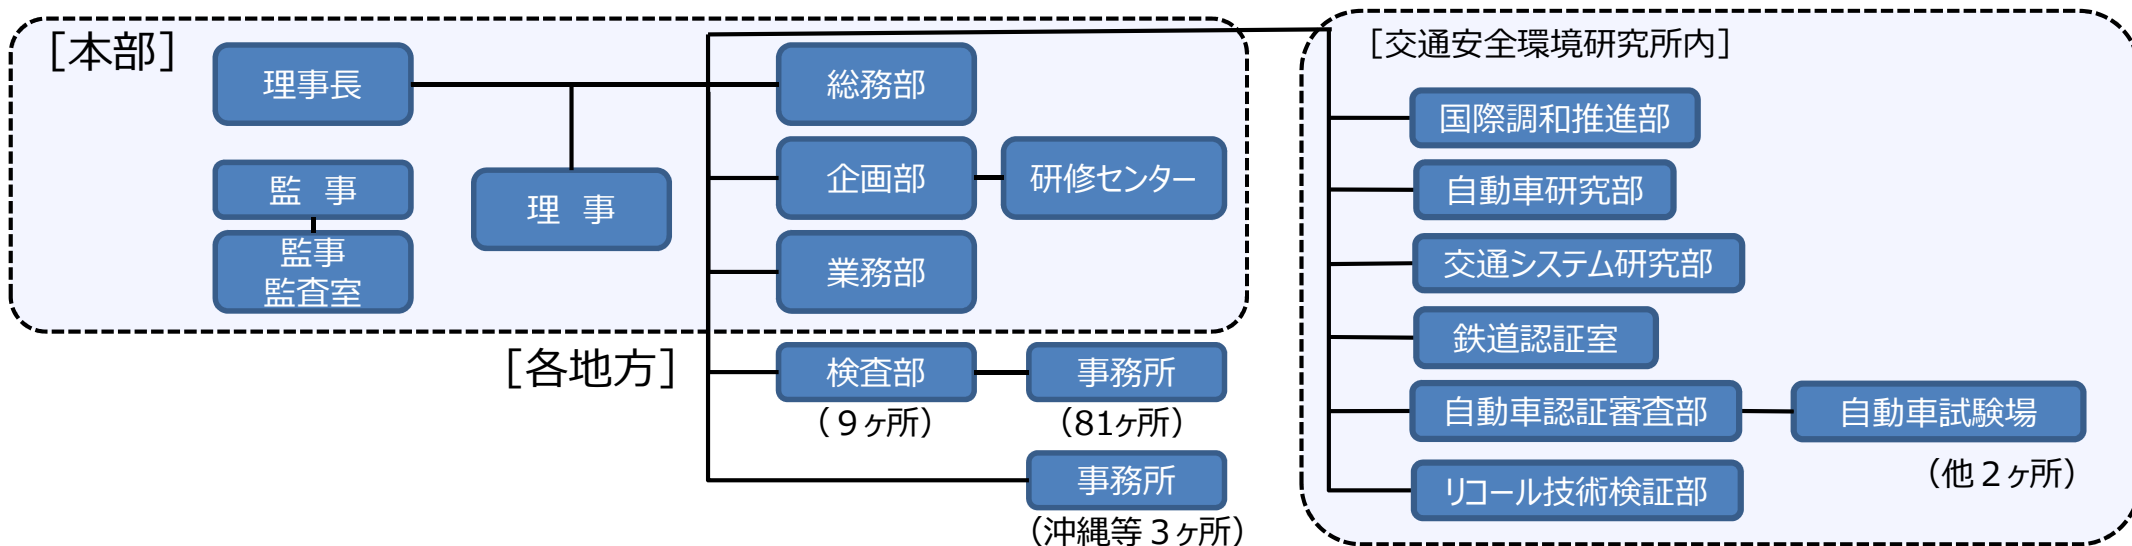 ［本部］
理事長
監　事
監事
監査室
理　事
総務部
企画部
研修センター
業務部
［各地方］
検査部
（９ヶ所）
事務所
（81ヶ所）
事務所
（沖縄等３ヶ所）
［交通安全環境研究所内］
国際調和推進部
自動車研究部
交通システム研究部
鉄道認証室
自動車認証審査部
自動車試験場
（他２ヶ所）
リコール技術検証部